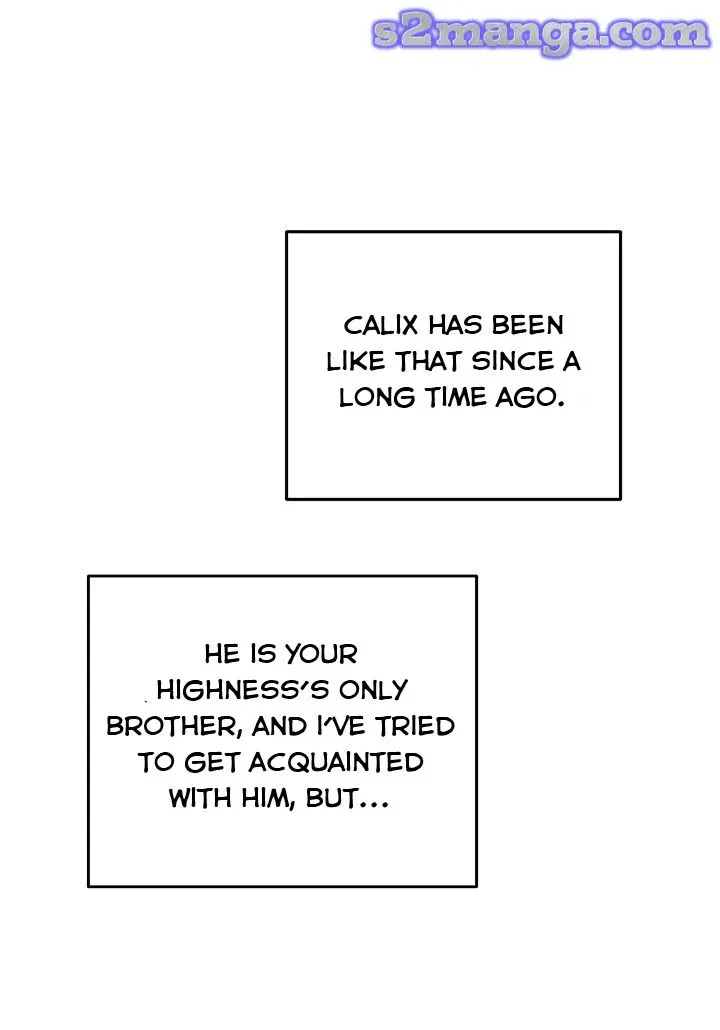 s2manga.com
CALIX HAS BEEN
LIKE THAT SINCE A
LONG TIME AGO.
HE IS YOUR
HIGHNESS'S ONLY
BROTHER, AND I'VE TRIED
TO GET ACQUAINTED
WITH HIM, BUT...